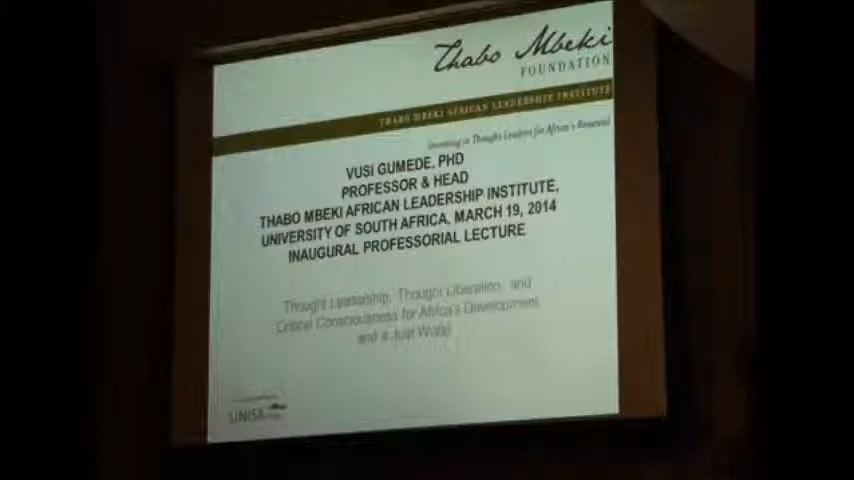 Thabo Mbeki
FOUNDATION
THABO MBEKI AFRICAN LEADERSHIP INSTITUTE
Investing in Thought Leaders for Africa's Renewal
VUSI GUMEDE, PHD
PROFESSOR & HEAD
THABO MBEKI AFRICAN LEADERSHIP INSTITUTE,
UNIVERSITY OF SOUTH AFRICA, MARCH 19, 2014
INAUGURAL PROFESSORIAL LECTURE
Thought Leadership, Thought Liberation, and
Critical Consciousness for Africa's Development
and a Just World
UNISA